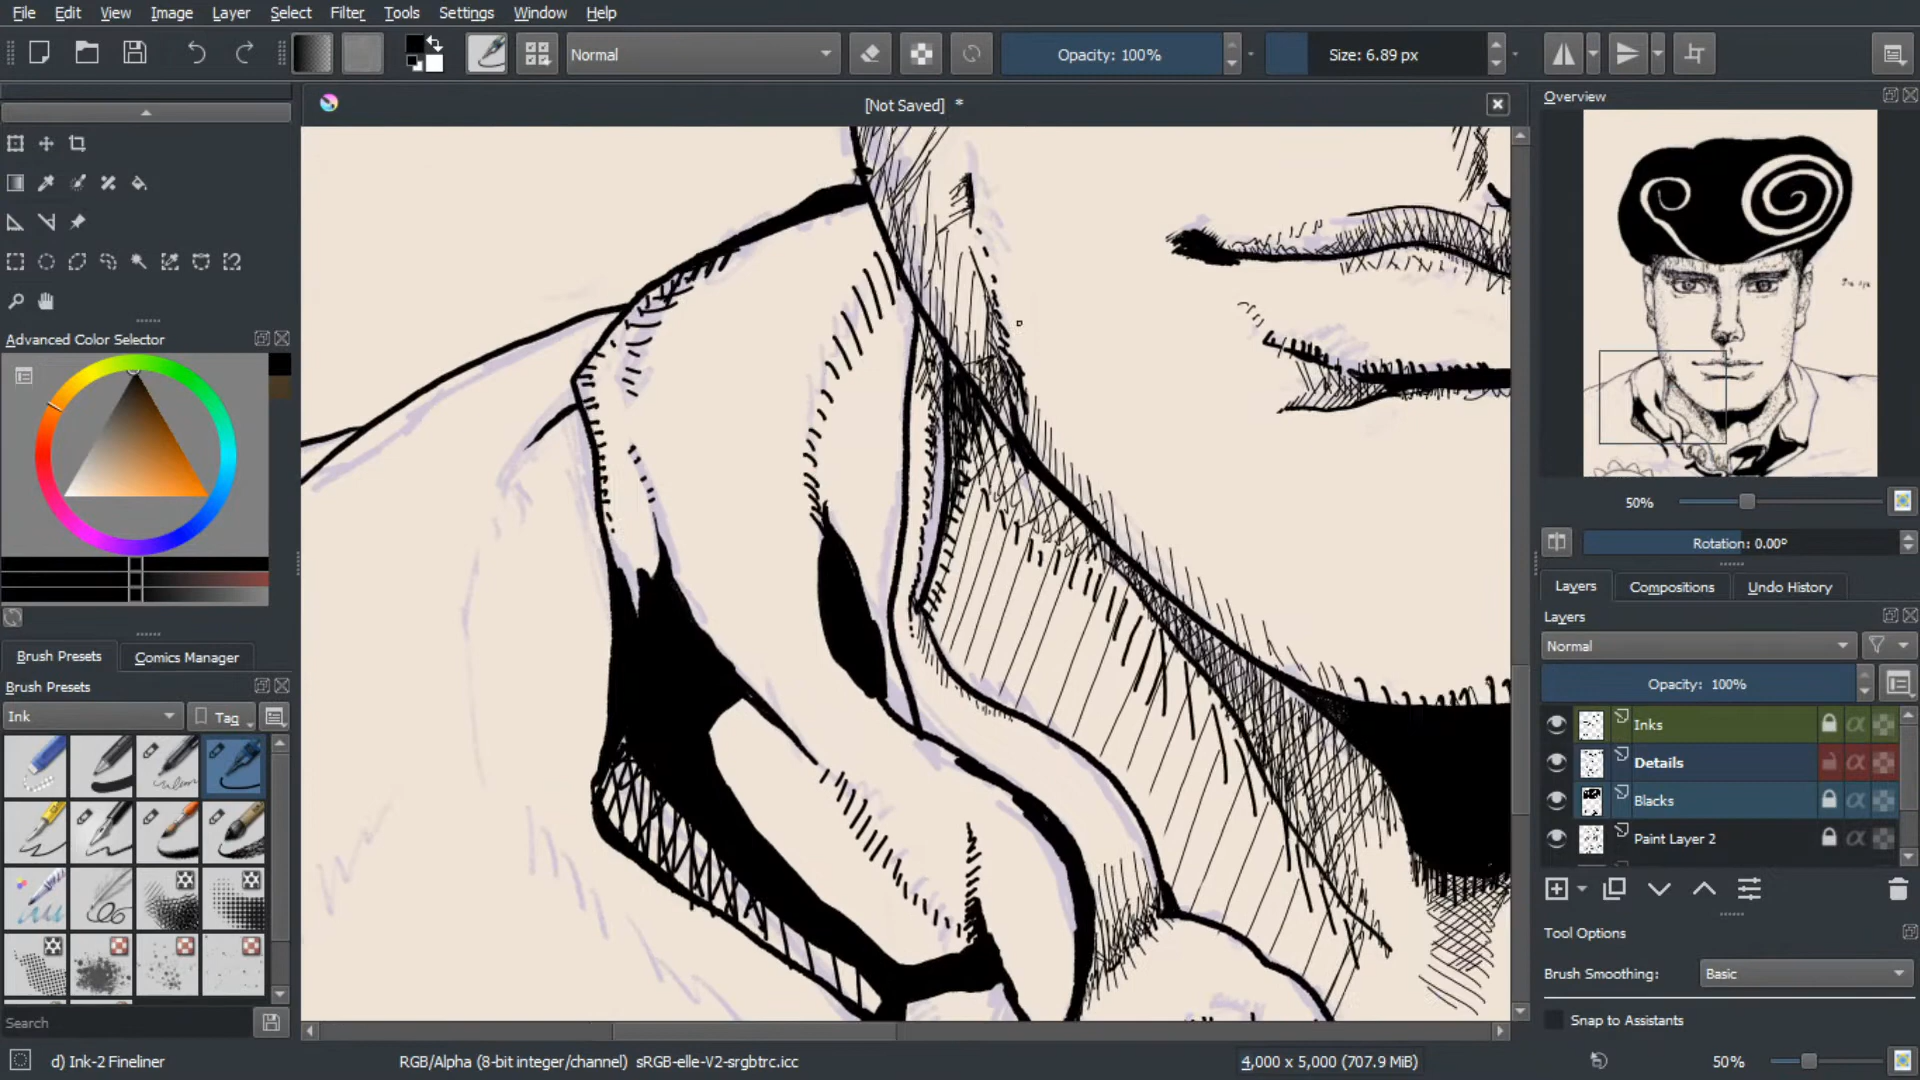 File Edit View Image Layer Select Filter Tools Settings Window Help
Normal
Opacity: 100%
Size: 6.89 px
[Not Saved] *
Overview
Advanced Color Selector
50%
Rotation: 0.00º
Layers Compositions Undo History
Layers
Normal
Opacity: 100%
Inks
Details
Blacks
Paint Layer 2
Brush Presets Comics Manager
Brush Presets
Ink
Tag
Search
Tool Options
Brush Smoothing: Basic
Snap to Assistants
d) Ink-2 Fineliner
RGB/Alpha (8-bit integer/channel) sRGB-elle-V2-srgbtrc.icc
4,000 x 5,000 (707.9 MiB)
50%